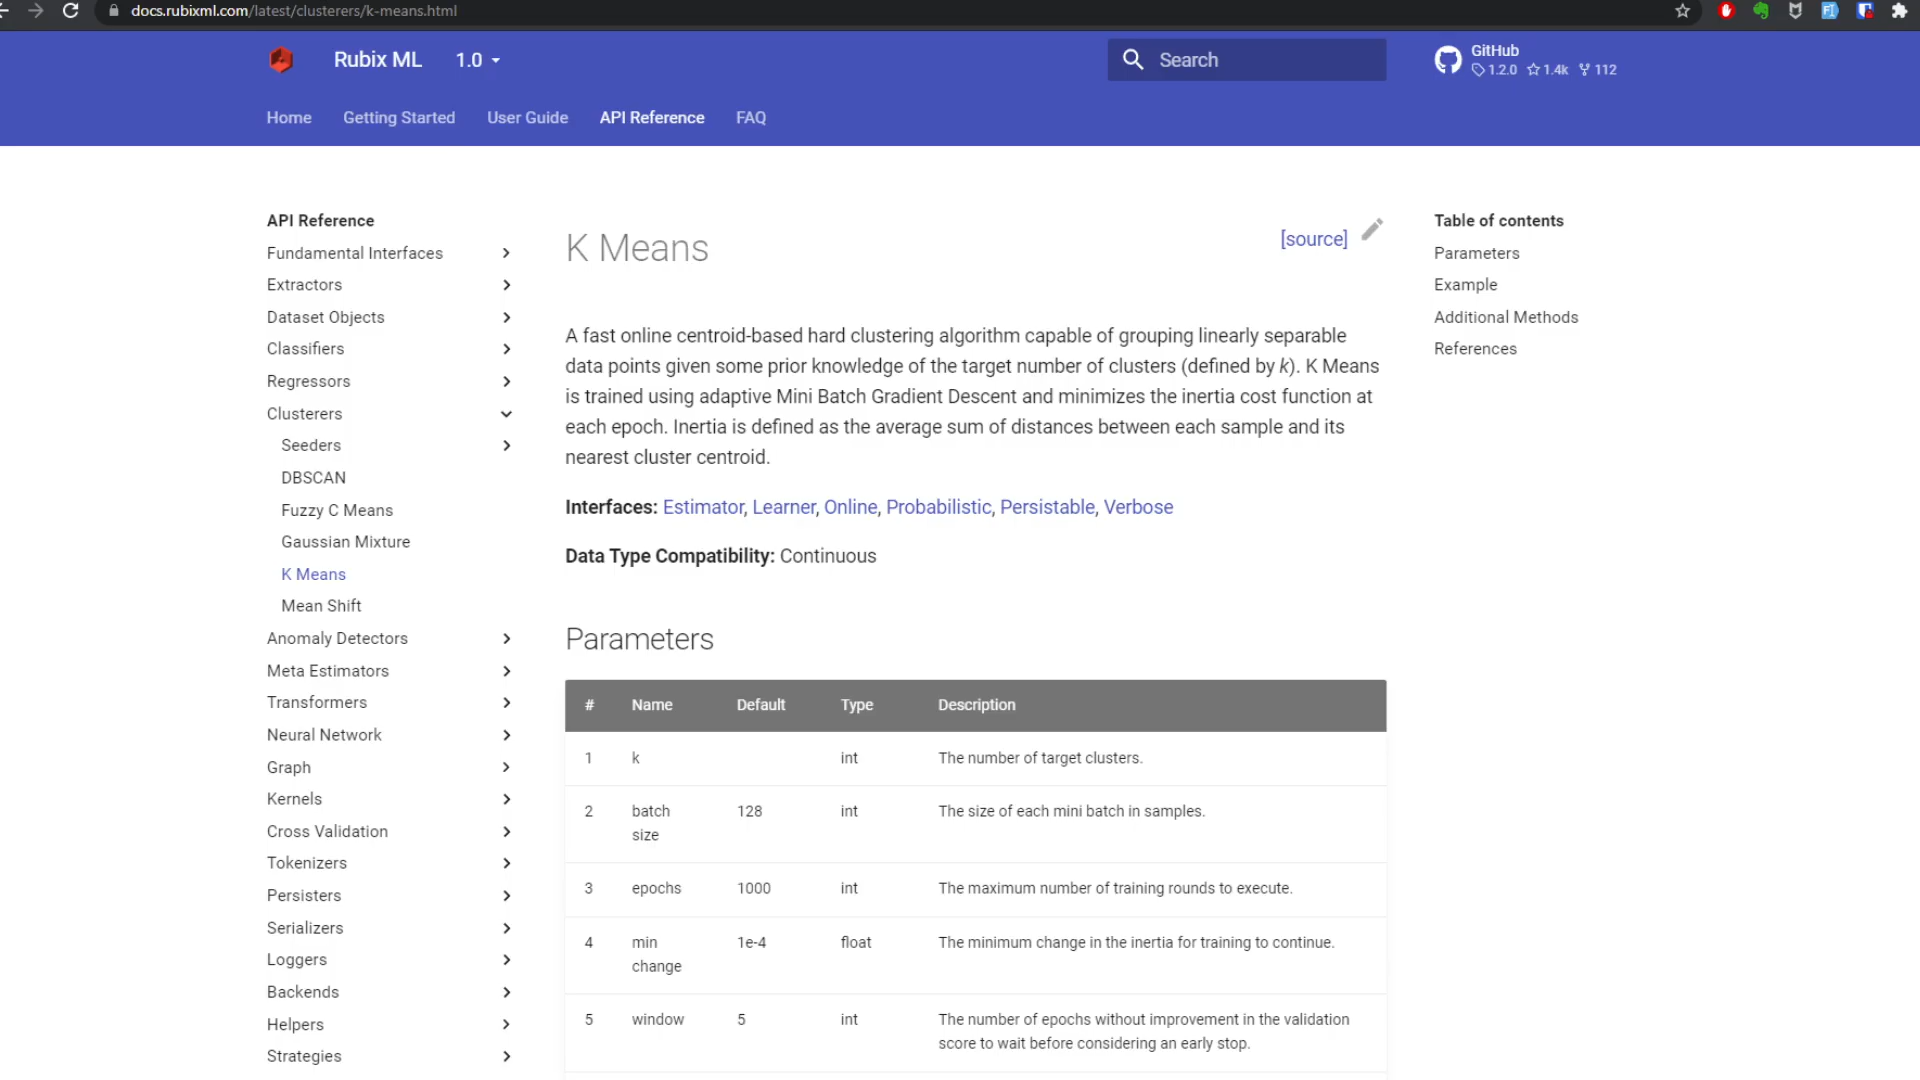 docs.rubixml.com/latest/clusterers/k-means.html
Rubix ML
1.0
Search
GitHub
1.2.0 1.4k 112
Home Getting Started User Guide API Reference FAQ
API Reference
Fundamental Interfaces
Extractors
Dataset Objects
Classifiers
Regressors
Clusterers
Seeders
DBSCAN
Fuzzy C Means
Gaussian Mixture
K Means
Mean Shift
Anomaly Detectors
Meta Estimators
Transformers
Neural Network
Graph
Kernels
Cross Validation
Tokenizers
Persisters
Serializers
Loggers
Backends
Helpers
Strategies
K Means
[source]
A fast online centroid-based hard clustering algorithm capable of grouping linearly separable
data points given some prior knowledge of the target number of clusters (defined by k). K Means
is trained using adaptive Mini Batch Gradient Descent and minimizes the inertia cost function at
each epoch. Inertia is defined as the average sum of distances between each sample and its
nearest cluster centroid.
Interfaces: Estimator, Learner, Online, Probabilistic, Persistable, Verbose
Data Type Compatibility: Continuous
Parameters
# Name Default Type Description
1 k int The number of target clusters.
2 batch 128 int The size of each mini batch in samples.
size
3 epochs 1000 int The maximum number of training rounds to execute.
4 min 1e-4 float The minimum change in the inertia for training to continue.
change
5 window 5 int The number of epochs without improvement in the validation
score to wait before considering an early stop.
Table of contents
Parameters
Example
Additional Methods
References